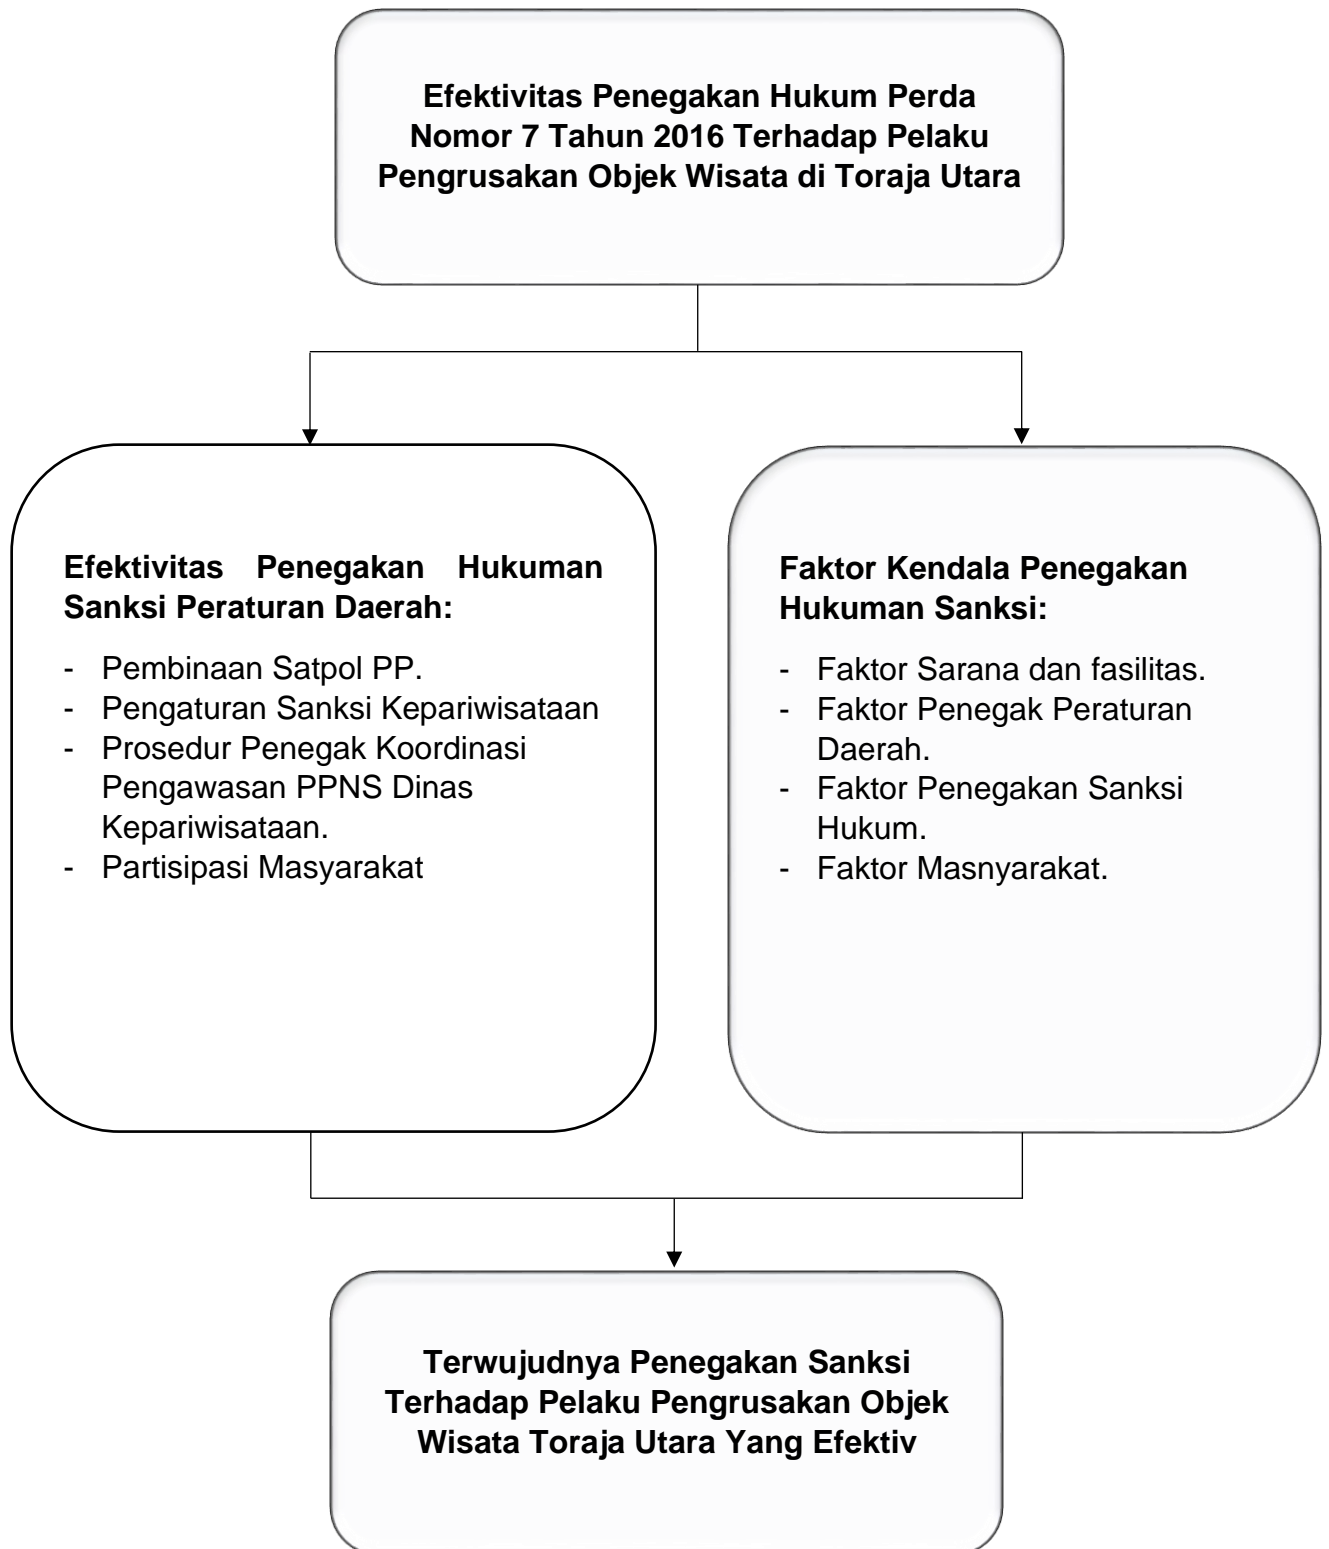 Efektivitas Penegakan Hukum Perda
Nomor 7 Tahun 2016 Terhadap Pelaku
Pengrusakan Objek Wisata di Toraja Utara
Efektivitas Penegakan Hukuman
Sanksi Peraturan Daerah:
- Pembinaan Satpol PP.
- Pengaturan Sanksi Kepariwisataan
- Prosedur Penegak Koordinasi
Pengawasan PPNS Dinas
Kepariwisataan.
- Partisipasi Masyarakat
Faktor Kendala Penegakan
Hukuman Sanksi:
- Faktor Sarana dan fasilitas.
- Faktor Penegak Peraturan
Daerah.
- Faktor Penegakan Sanksi
Hukum.
- Faktor Masnyarakat.
Terwujudnya Penegakan Sanksi
Terhadap Pelaku Pengrusakan Objek
Wisata Toraja Utara Yang Efektiv